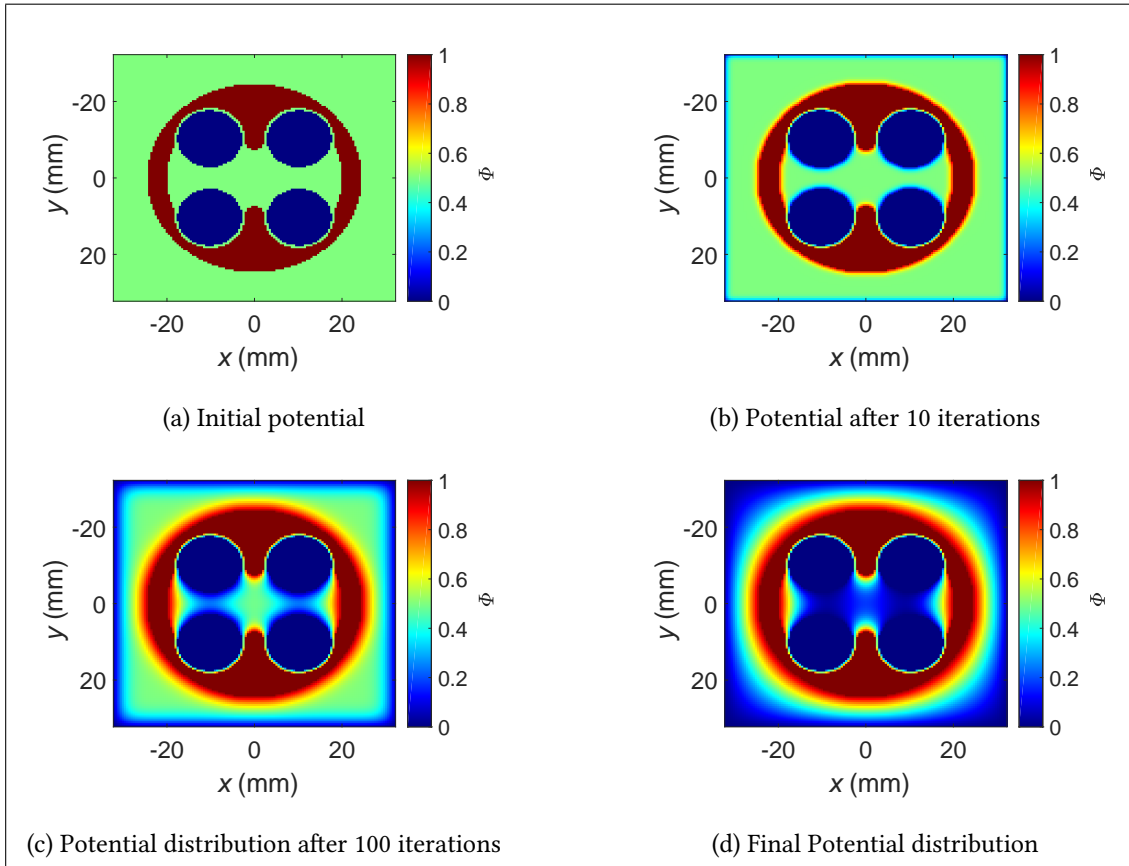 1
-20
0.8
0.6
y (mm)
0
Φ
0.4
20
0.2
0
-20 0 20
x (mm)
(a) Initial potential
1
-20
0.8
0.6
y (mm)
0
Φ
0.4
20
0.2
0
-20 0 20
x (mm)
(b) Potential after 10 iterations
1
-20
0.8
0.6
y (mm)
0
Φ
0.4
20
0.2
0
-20 0 20
x (mm)
(c) Potential distribution after 100 iterations
1
-20
0.8
0.6
y (mm)
0
Φ
0.4
20
0.2
0
-20 0 20
x (mm)
(d) Final Potential distribution